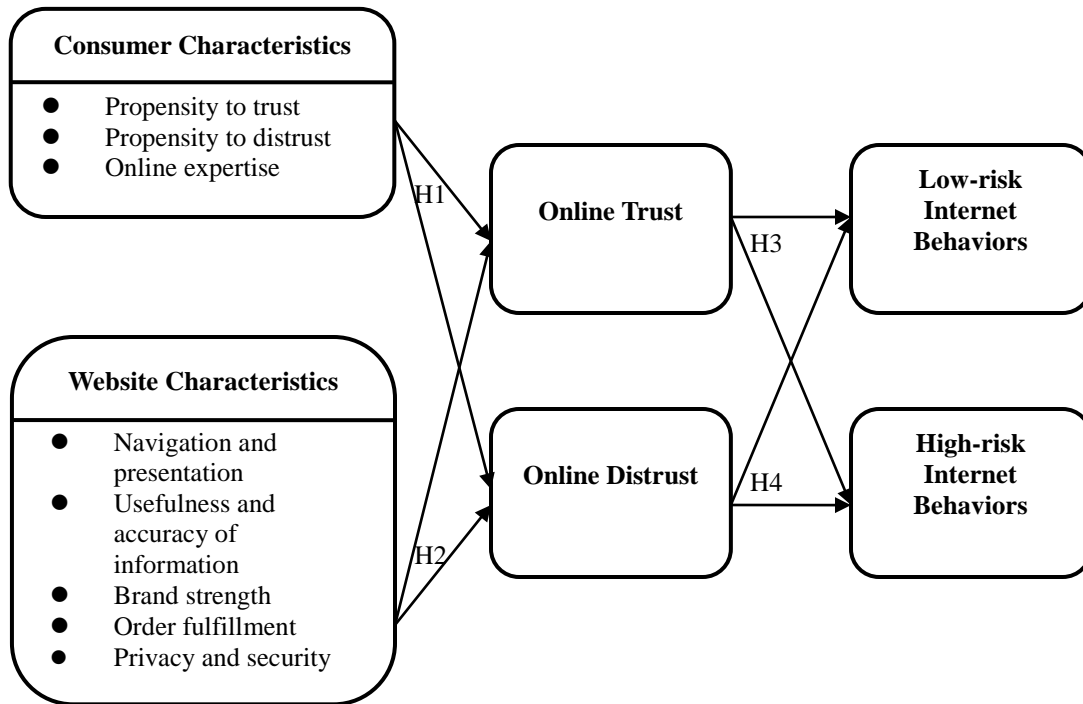 Consumer Characteristics
● Propensity to trust
● Propensity to distrust
● Online expertise
H1
Online Trust
H3
Low-risk
Internet
Behaviors
Website Characteristics
● Navigation and
presentation
● Usefulness and
accuracy of
information
● Brand strength
● Order fulfillment
● Privacy and security
H2
Online Distrust
H4
High-risk
Internet
Behaviors